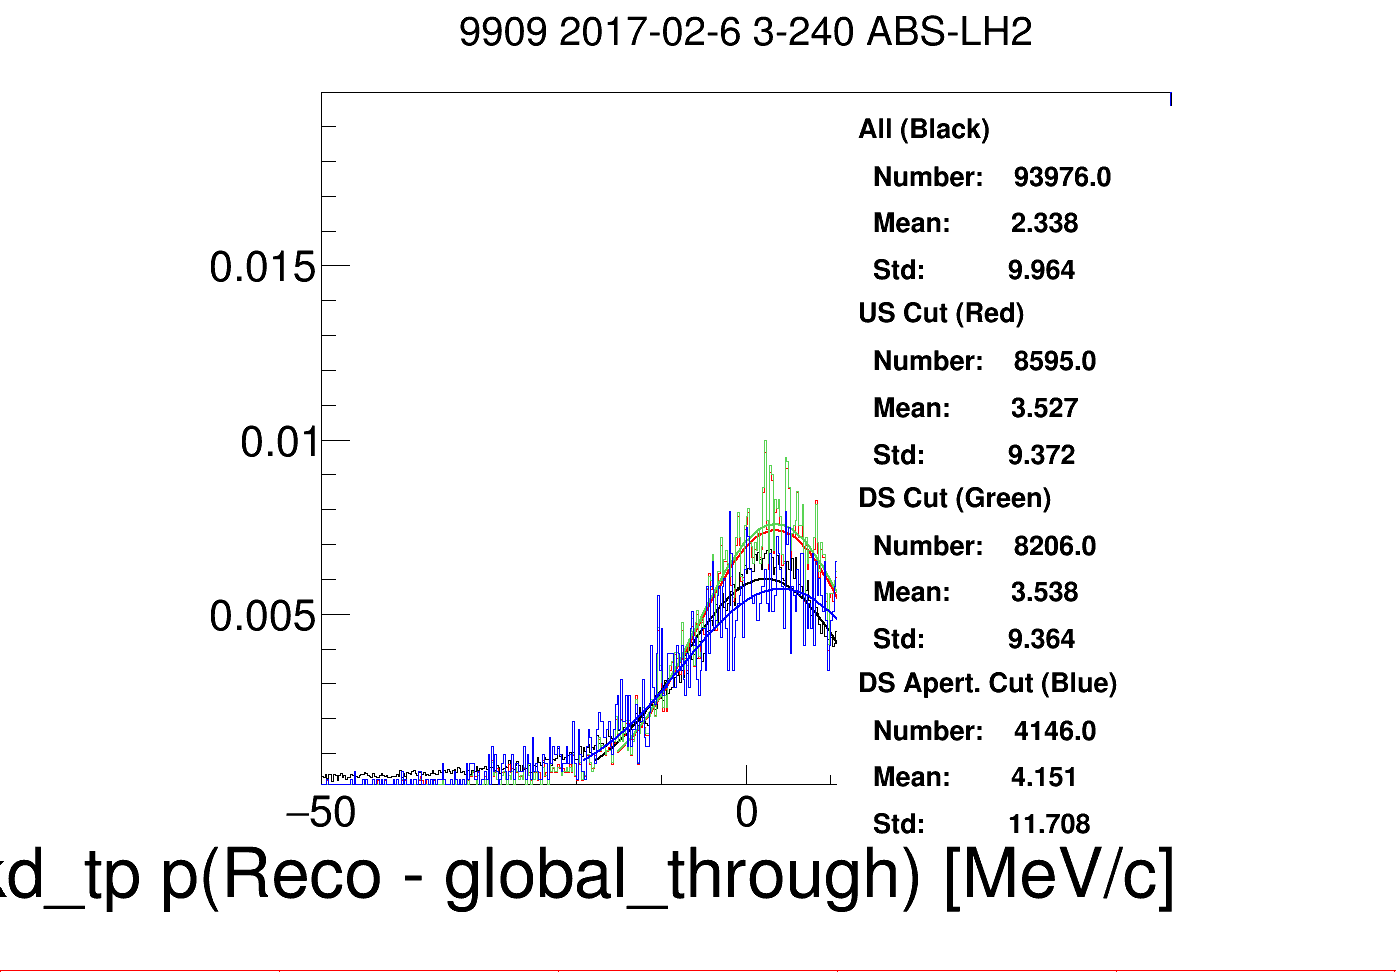 9909 2017-02-6 3-240 ABS-LH2
All (Black)
Number: 93976.0
Mean: 2.338
Std: 9.964
US Cut (Red)
Number: 8595.0
Mean: 3.527
Std: 9.372
DS Cut (Green)
Number: 8206.0
Mean: 3.538
Std: 9.364
DS Apert. Cut (Blue)
Number: 4146.0
Mean: 4.151
Std: 11.708
0.015
0.01
0.005
−50 0
kd_tp p(Reco - global_through) [MeV/c]